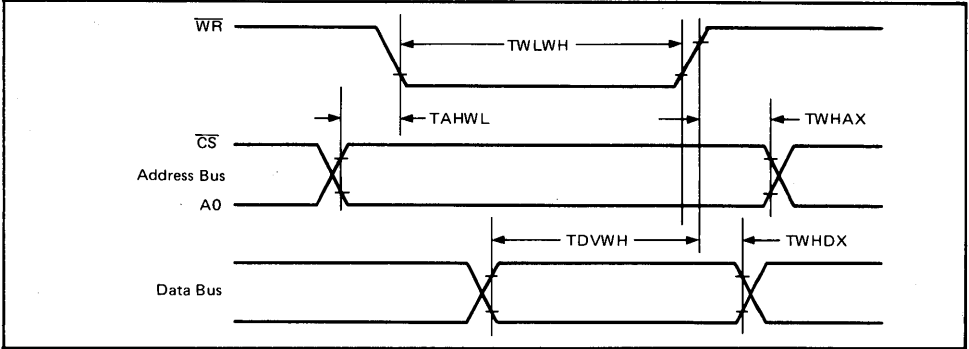 WR
TWLWH
TAHWL
TWHAX
CS
Address Bus
A0
TDVWH
TWHDX
Data Bus